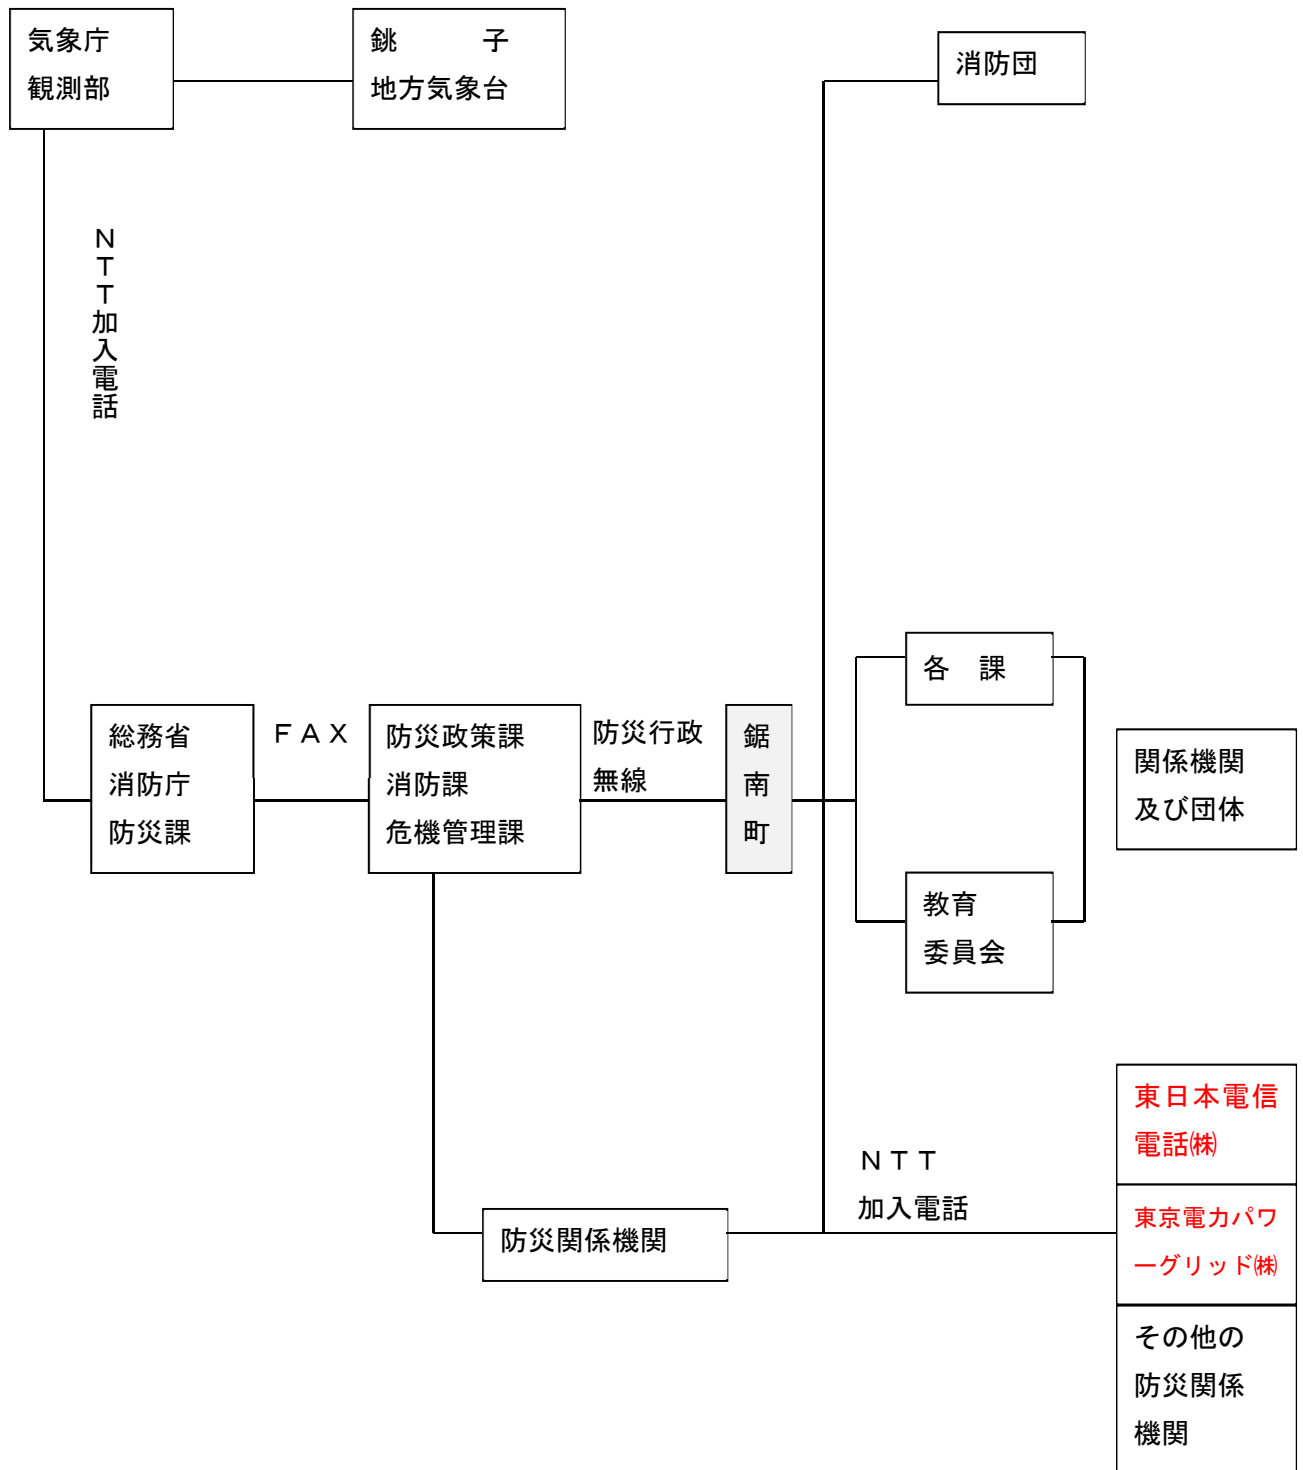 気象庁
観測部
銚　　　子
地方気象台
消防団
ＮＴＴ加入電話
各　課
総務省
消防庁
防災課
ＦＡＸ
防災政策課
消防課
危機管理課
防災行政
無線
鋸南町
関係機関
及び団体
教育
委員会
東日本電信
電話㈱
ＮＴＴ
加入電話
防災関係機関
東京電力パワ
ーグリッド㈱
その他の
防災関係
機関